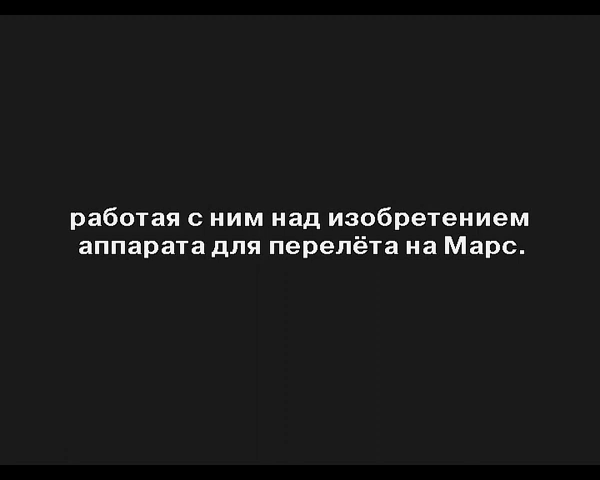 работая с ним над изобретением
аппарата для перелёта на Марс.